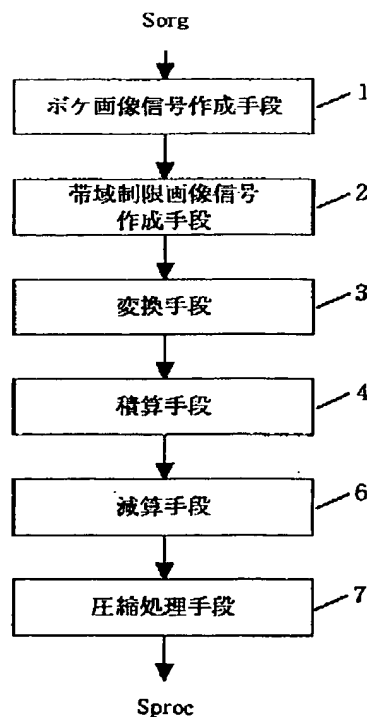 Sorg
ボケ画像信号作成手段
1
帯域制限画像信号
作成手段
2
変換手段
3
積算手段
4
減算手段
6
圧縮処理手段
7
Sproc